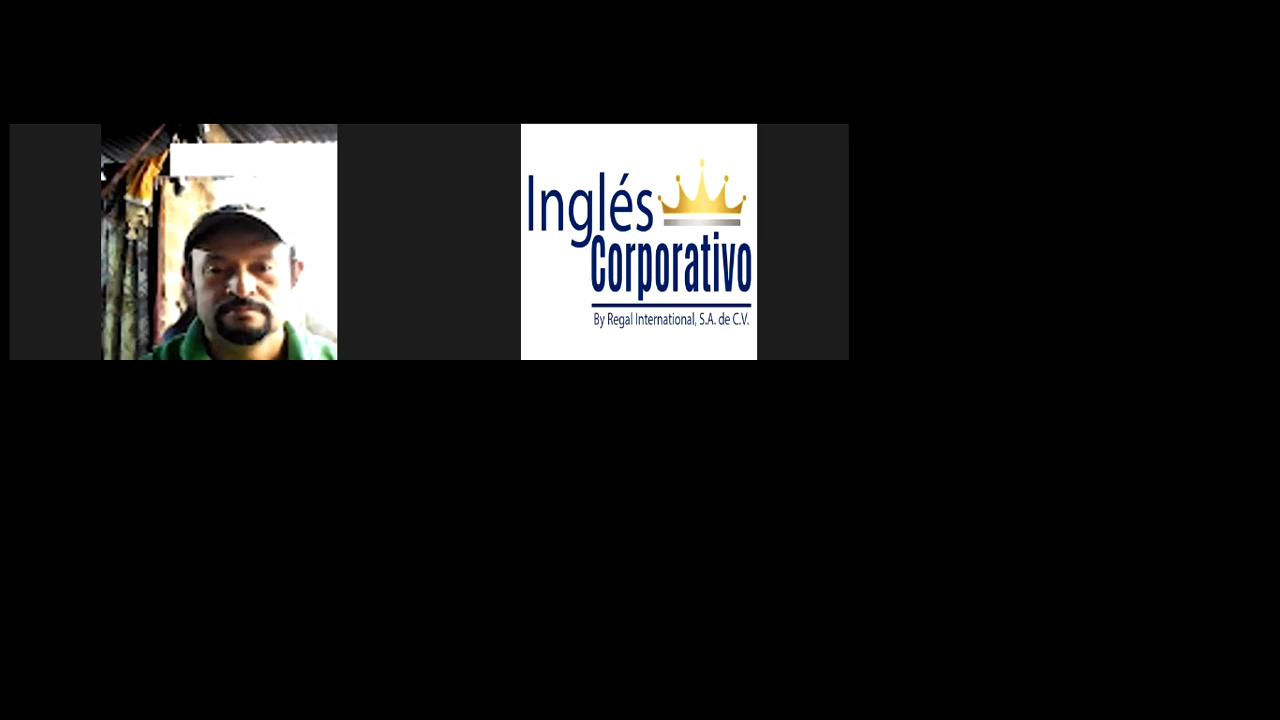 Inglés
Corporativo
By Regal International, S.A. de C.V.